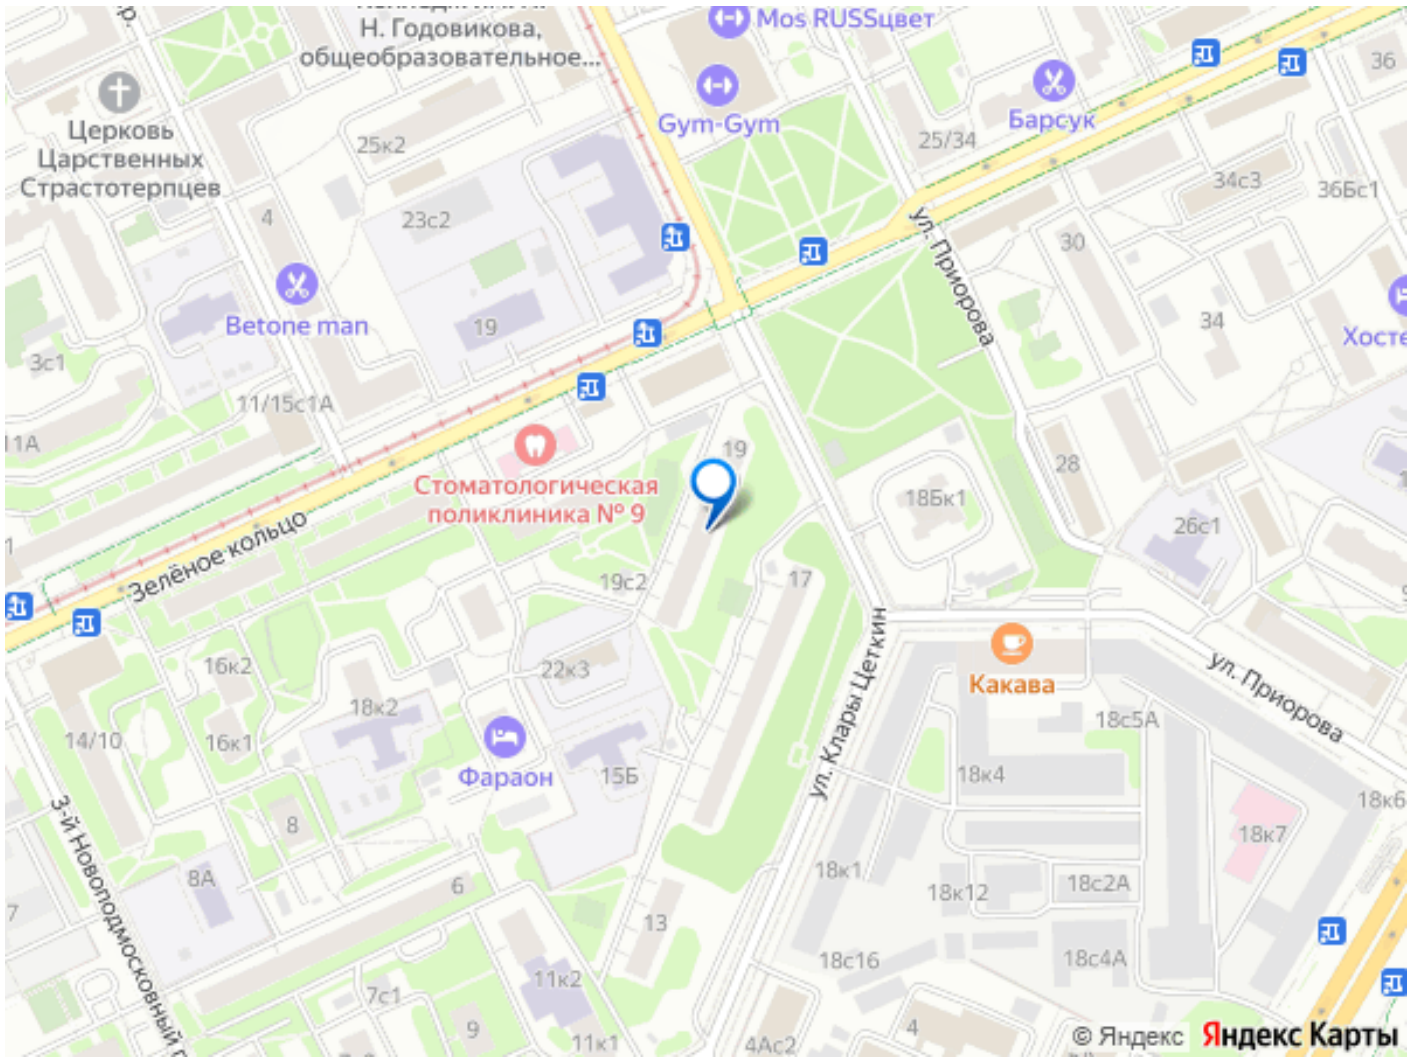 Н. Годовикова,
общеобразовательное...
Mos RUSSцвет
Gym-Gym
Барсук
36
Церковь
Царственных
Страстотерпцев
25к2
25/34
34с3
36Бс1
4
23с2
30
ул. Приорова
Betone man
19
34
Хосте
3с1
11/15с1А
11А
19
28
Стоматологическая
поликлиника № 9
18Бк1
26с1
Зелёное кольцо
19с2
17
ул. Клары Цеткин
Какава
ул. Приорова
16к2
22к3
18к2
14/10
16к1
Фараон
15Б
18с5А
18к4
18к6
3-й Новоподмосковный п
8
18к7
8А
6
18к1
18к12
18с2А
7
13
18с16
18с4А
11к2
7с1
9
11к1
4Ас2
4
© Яндекс Яндекс Карты